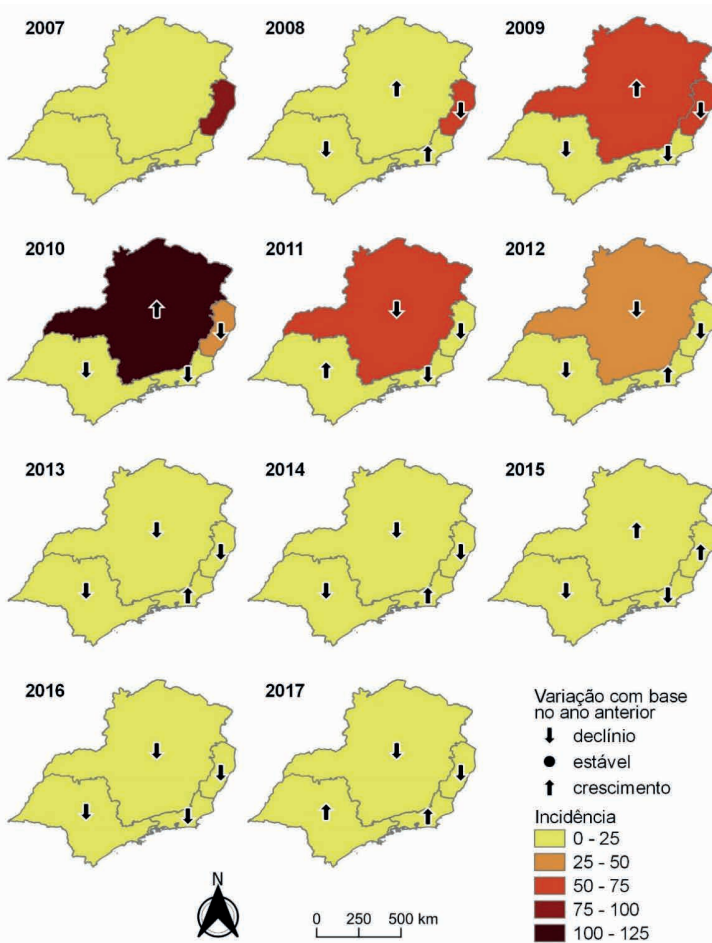 2007
2008
2009
2010
2011
2012
2013
2014
2015
2016
2017
Variação com base
no ano anterior
declínio
estável
crescimento
Incidência
0 - 25
25 - 50
50 - 75
75 - 100
100 - 125
N
0 250 500 km